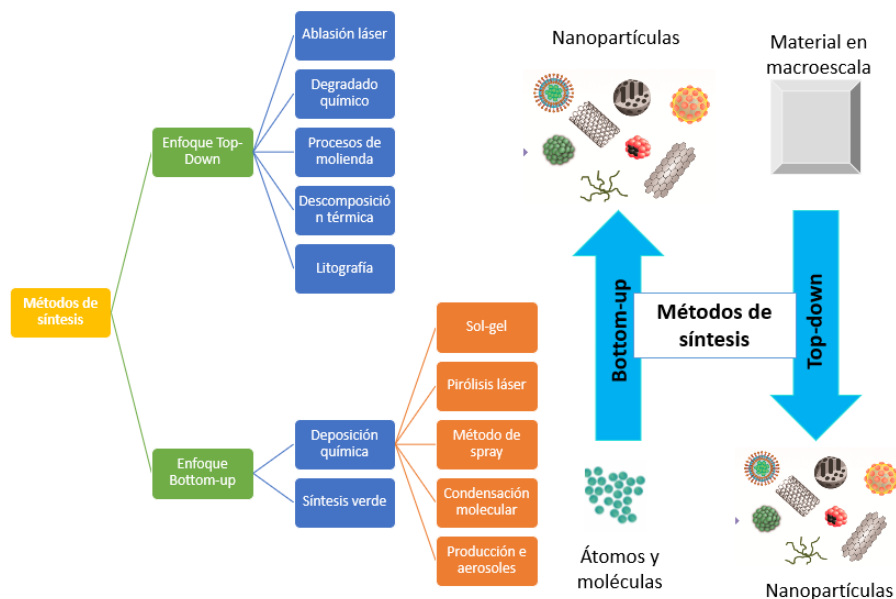 Métodos de
síntesis
Enfoque Top-
Down
Ablasión láser
Degradado
químico
Procesos de
molienda
Descomposició
n térmica
Litografía
Enfoque
Bottom-up
Deposición
química
Síntesis verde
Sol-gel
Pirólisis láser
Método de
spray
Condensación
molecular
Producción e
aerosoles
Nanopartículas
Material en
macroescala
Bottom-up
Métodos de
síntesis
Top-down
Átomos y
moléculas
Nanopartículas